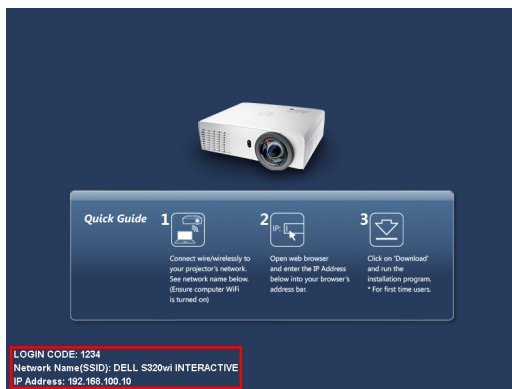 Quick Guide
1
Connect wire/wirelessly to
your projector's network.
See network name below.
(Ensure computer WiFi
is turned on)
2
IP:
Open web browser
and enter the IP Address
below into your browser's
address bar.
3
Click on 'Download'
and run the
installation program.
* For first time users.
LOGIN CODE: 1234
Network Name(SSID): DELL S320wi INTERACTIVE
IP Address: 192.168.100.10